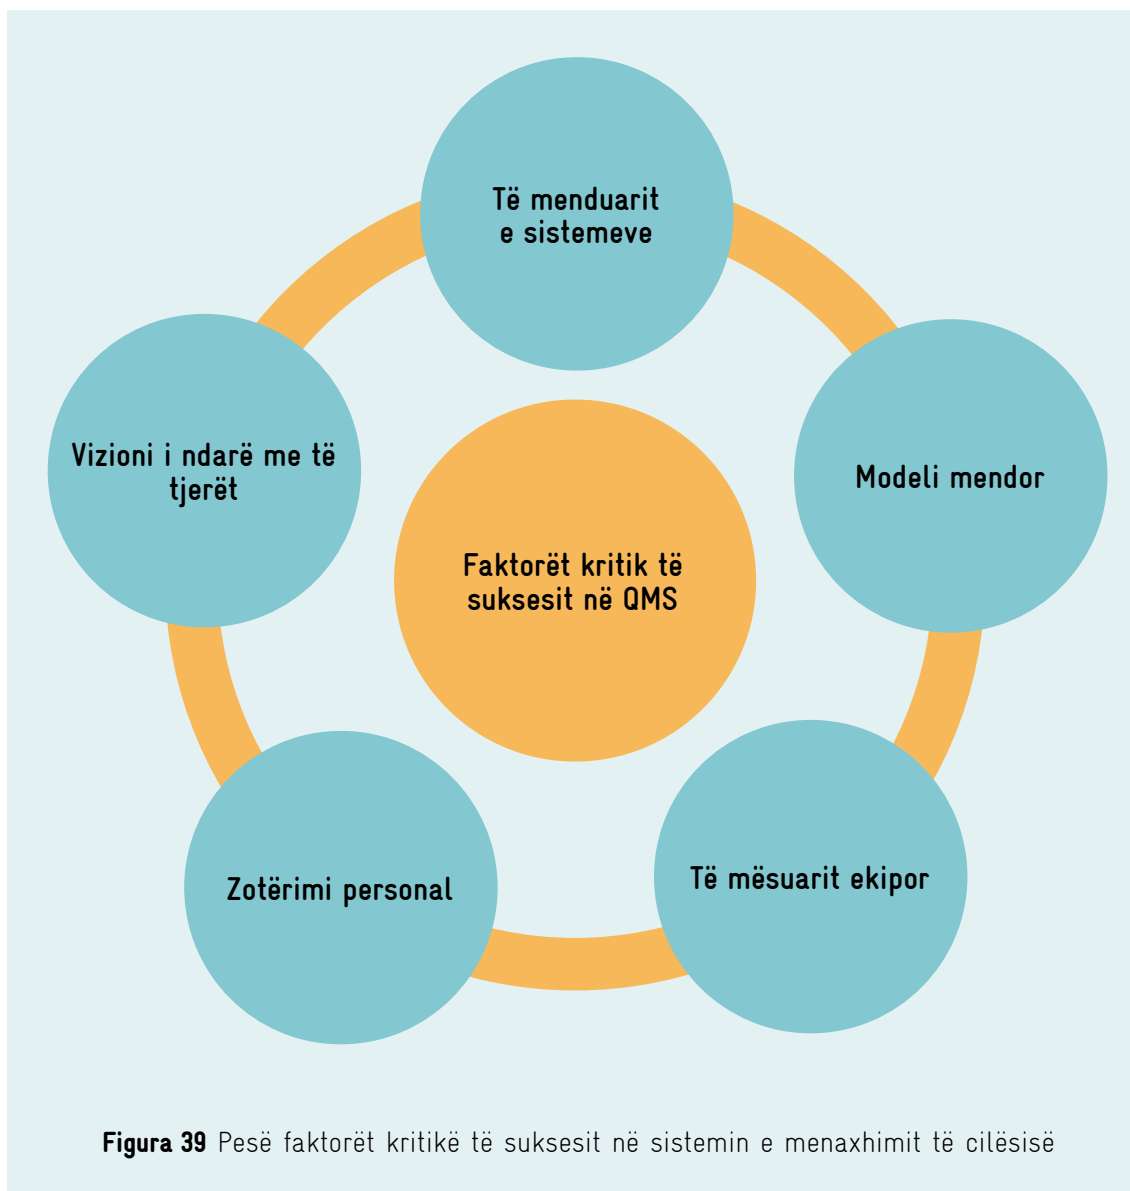 Të menduarit
e sistemeve
Vizioni i ndarë me të
tjerët
Modeli mendor
Faktorët kritik të
suksesit në QMS
Zotërimi personal
Të mësuarit ekipor
Figura 39 Pesë faktorët kritikë të suksesit në sistemin e menaxhimit të cilësisë